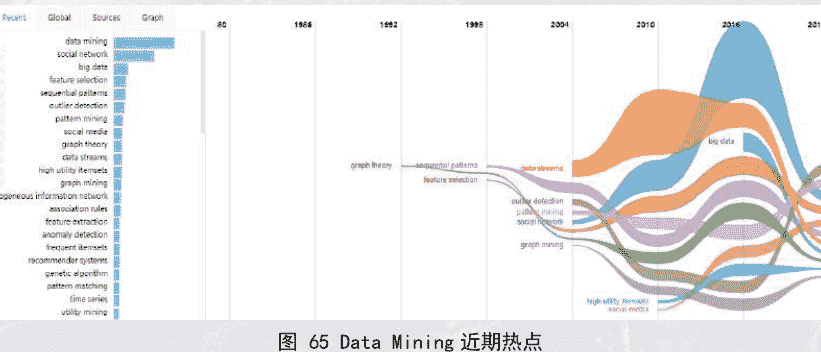 Recent Global Sources Graph
80 1986 1992 1998 2004 2010 2016 201
data mining
social network
big data
feature selection
sequential patterns
outlier detection
pattern mining
social media
graph theory
data streams
high utility itemsets
graph mining
ogeneous information network
association rules
feature extraction
anomaly detection
frequent itemsets
recommender systems
genetic algorithm
pattern matching
time series
utility mining
big data
graph theory
sequential patterns
data streams
feature selection
outlier detection
pattern mining
social network
graph mining
high utility itemsets
social media
图 65 Data Mining 近期热点